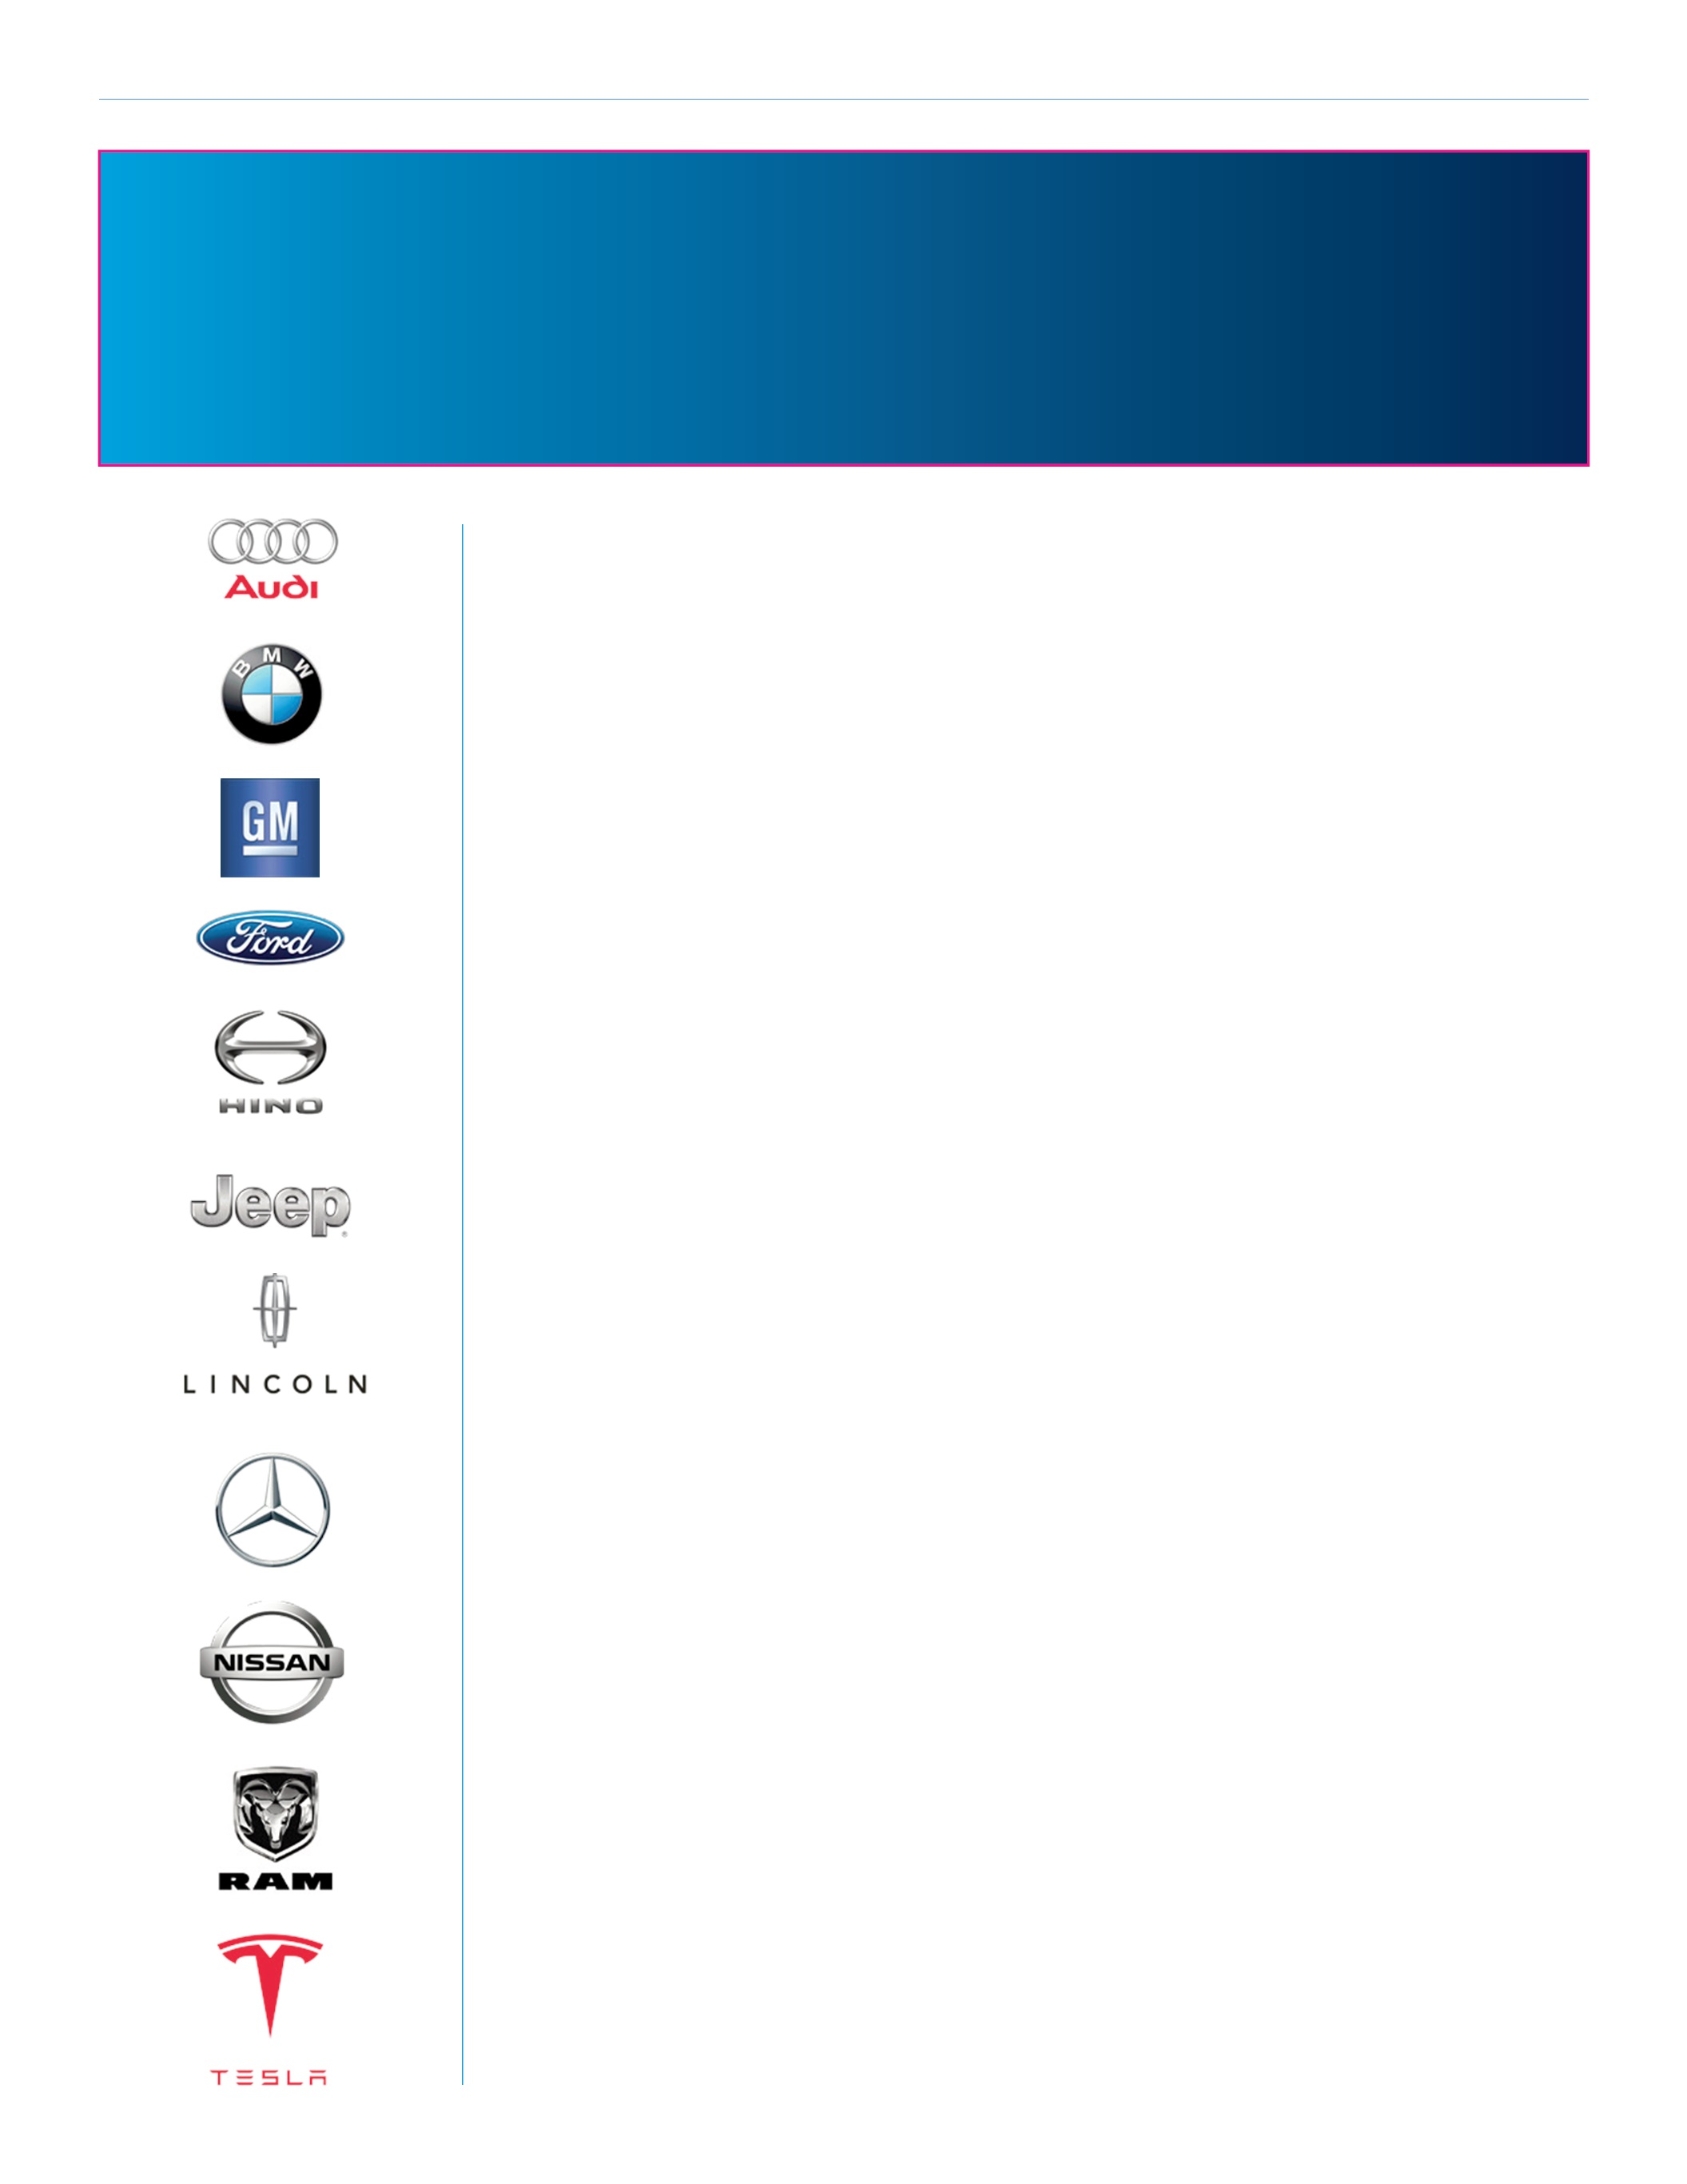 Audi
BMW
GM
Ford
HINO
Jeep
®
LINCOLN
NISSAN
RAM
TESLA